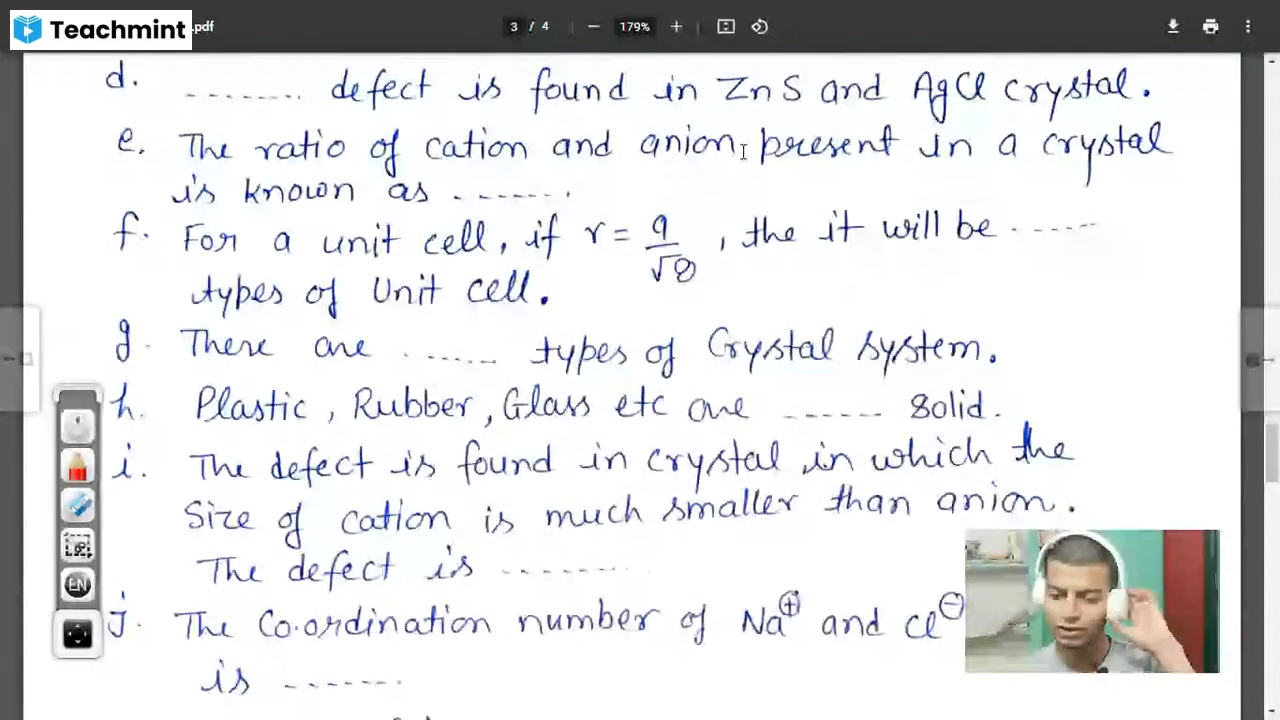 Teachmint
.pdf
3 / 4
179%
d. ........ defect is found in ZnS and AgCl crystal.
e. The ratio of cation and anion, present in a crystal
is known as .......
f. For a unit cell, if r = a/√8, the it will be ......
types of Unit cell.
g. There are ...... types of Crystal system.
h. Plastic, Rubber, Glass etc are ...... solid.
i. The defect is found in crystal in which the
Size of cation is much smaller than anion.
The defect is .........
EN
j. The Co.ordination number of Na⊕ and Cl⊖
is .......